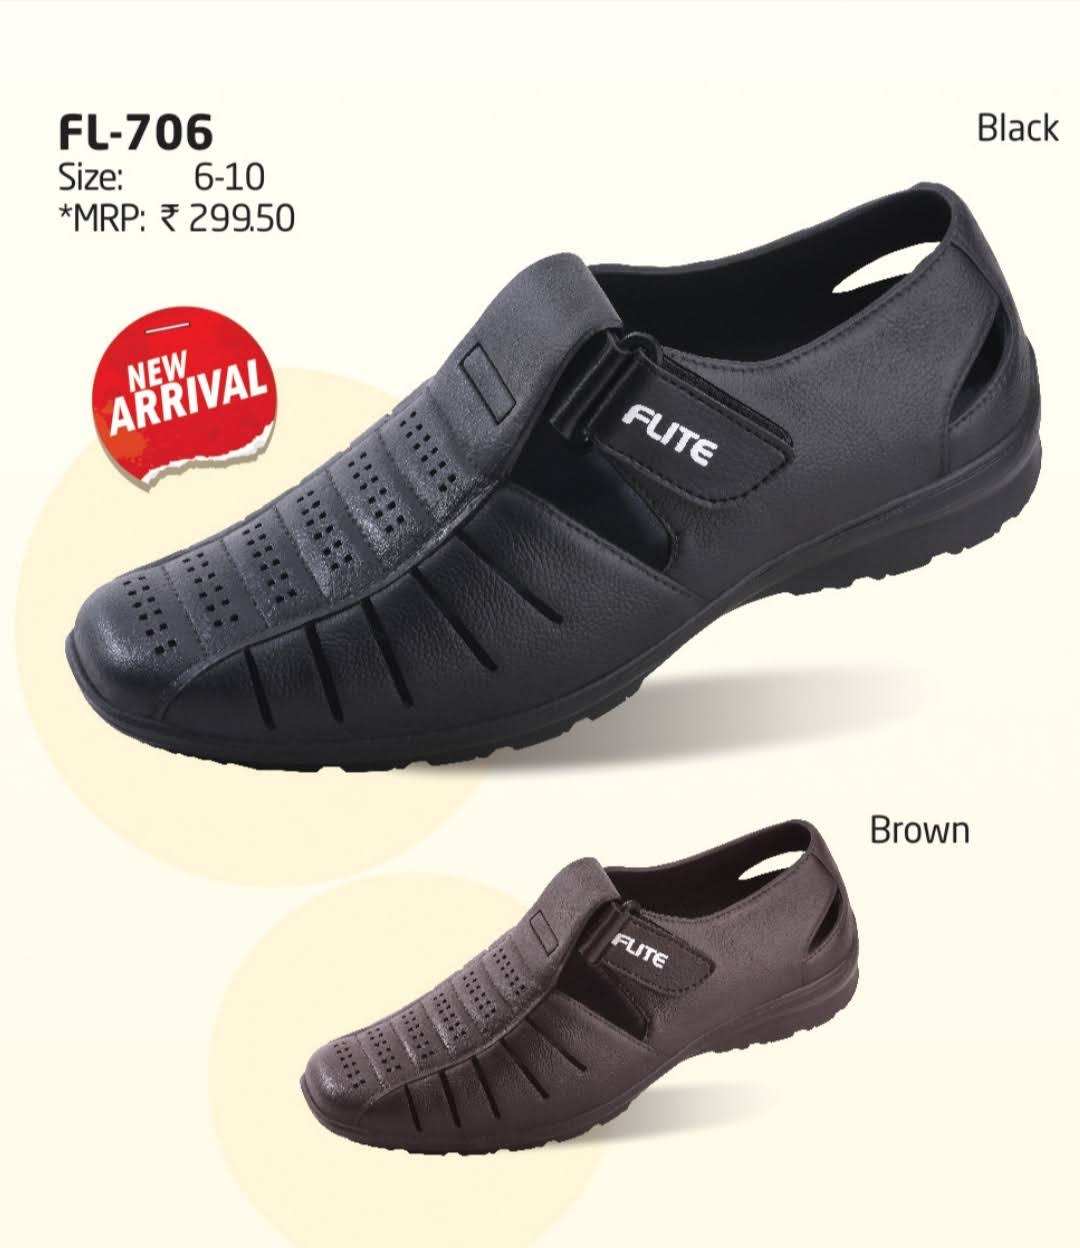 FL-706
Size: 6-10
*MRP: ₹ 299.50
Black
NEW
ARRIVAL
FLITE
Brown
FLITE